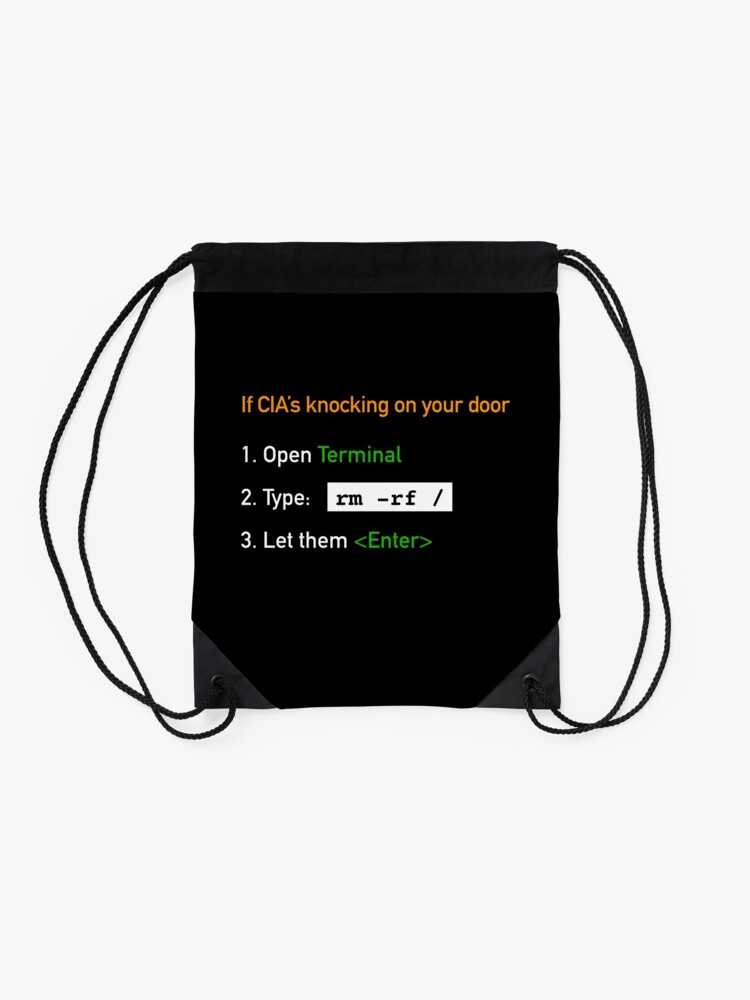 If CIA's knocking on your door
1. Open Terminal
2. Type: rm -rf /
3. Let them <Enter>